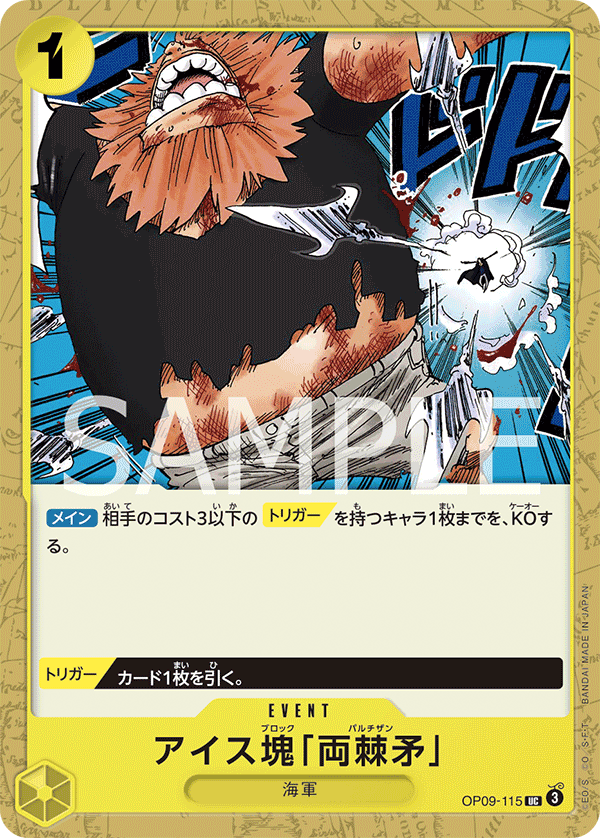 1
ドドド
SAMPLE
メイン 相手のコスト3以下の トリガー を持つキャラ1枚までを、KOす
る。
トリガー カード1枚を引く。
EVENT
アイス塊「両棘矛」
海軍
OP09-115 UC 3
©E.O. ©S.-F.T BANDAI MADE IN JAPAN